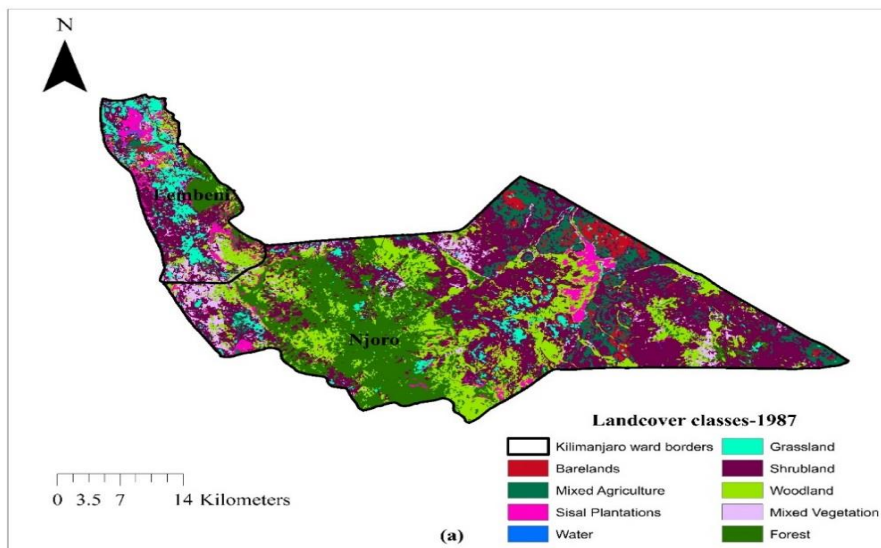 N
Lembeni
Njoro
Landcover classes-1987
Kilimanjaro ward borders
Grassland
Barelands
Shrubland
Mixed Agriculture
Woodland
Sisal Plantations
Mixed Vegetation
Water
Forest
0 3.5 7 14 Kilometers
(a)